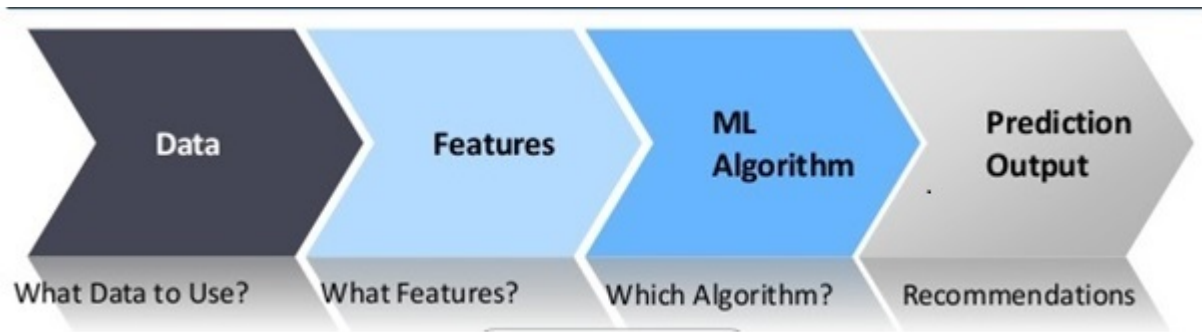 Data
Features
ML
Algorithm
Prediction
Output
What Data to Use?
What Features?
Which Algorithm?
Recommendations